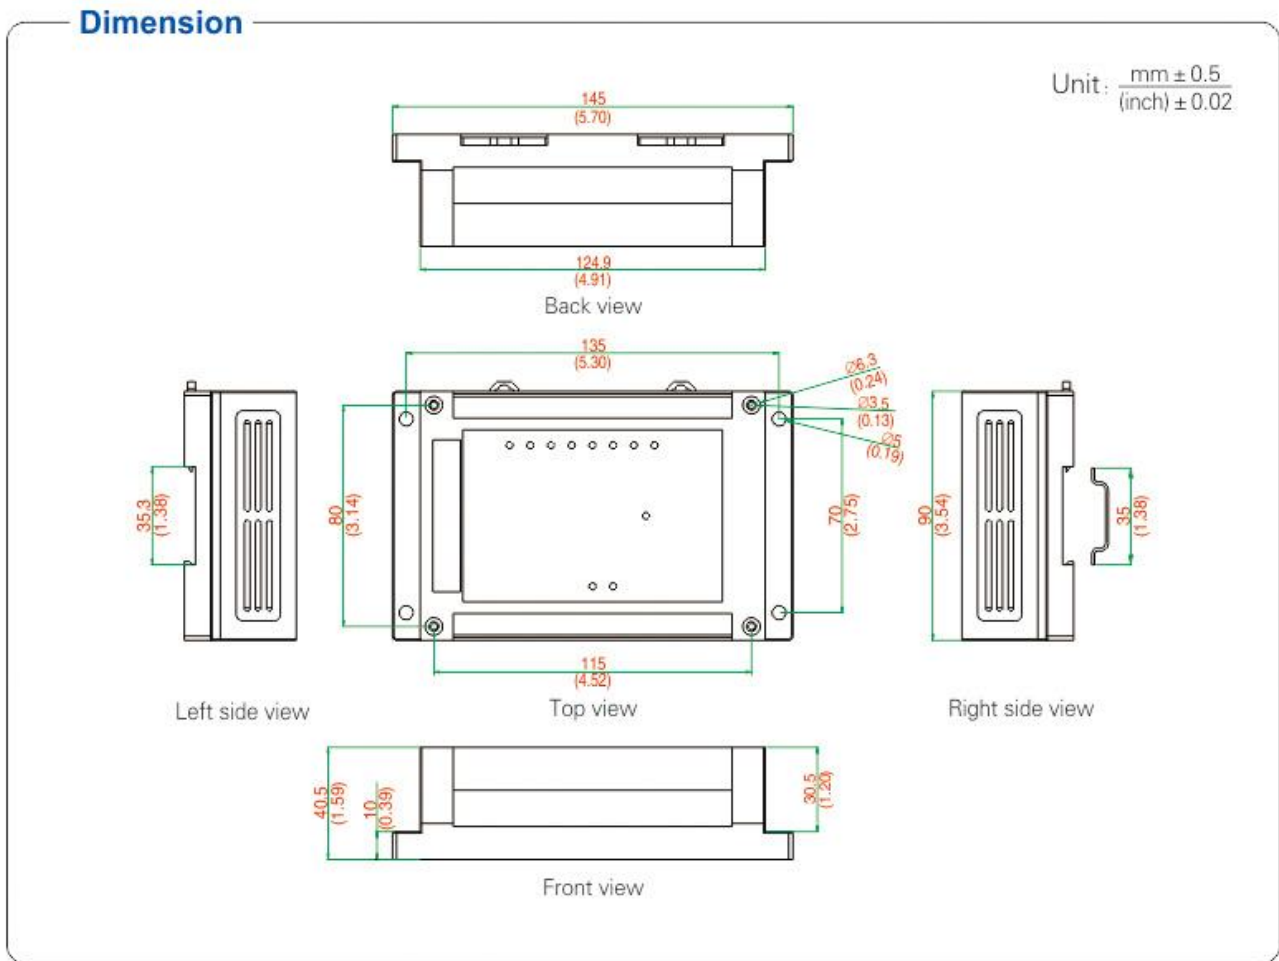 Dimension
Unit: mm ± 0.5
(inch) ± 0.02
145
(5.70)
124.9
(4.91)
Back view
135
(5.30)
Ø6.3
(0.24)
Ø3.5
(0.13)
Ø5
(0.19)
35.3
(1.38)
80
(3.14)
70
(2.75)
90
(3.54)
35
(1.38)
115
(4.52)
Left side view
Top view
Right side view
40.5
(1.59)
10
(0.39)
30.5
(1.20)
Front view